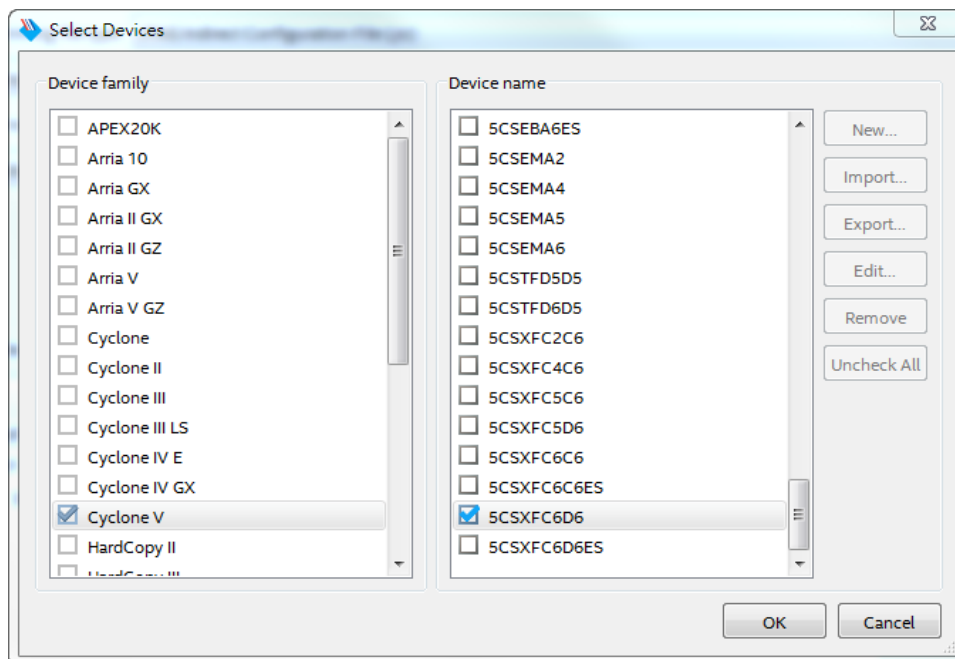 Select Devices
Device family
APEX20K
Arria 10
Arria GX
Arria II GX
Arria II GZ
Arria V
Arria V GZ
Cyclone
Cyclone II
Cyclone III
Cyclone III LS
Cyclone IV E
Cyclone IV GX
Cyclone V
HardCopy II
HardCopy III
Device name
5CSEBA6ES
5CSEMA2
5CSEMA4
5CSEMA5
5CSEMA6
5CSTFD5D5
5CSTFD6D5
5CSXFC2C6
5CSXFC4C6
5CSXFC5C6
5CSXFC5D6
5CSXFC6C6
5CSXFC6C6ES
5CSXFC6D6
5CSXFC6D6ES
New...
Import...
Export...
Edit...
Remove
Uncheck All
OK
Cancel